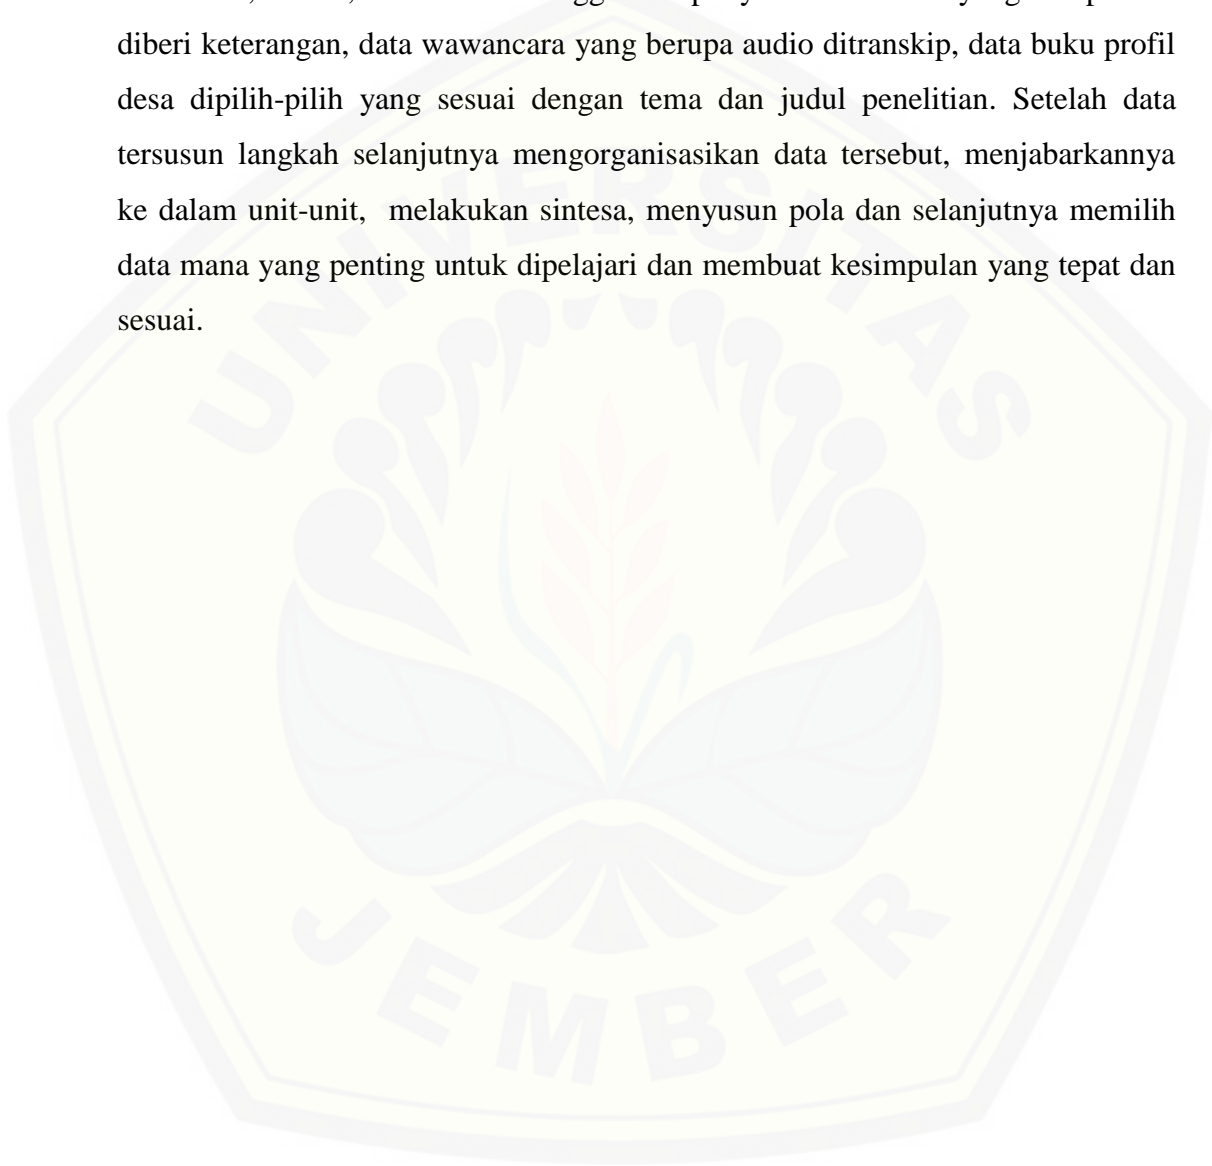 diberi keterangan, data wawancara yang berupa audio ditranskip, data buku profil
desa dipilih-pilih yang sesuai dengan tema dan judul penelitian. Setelah data
tersusun langkah selanjutnya mengorganisasikan data tersebut, menjabarkannya
ke dalam unit-unit, melakukan sintesa, menyusun pola dan selanjutnya memilih
data mana yang penting untuk dipelajari dan membuat kesimpulan yang tepat dan
sesuai.
UNIVERSITAS
JEMBER